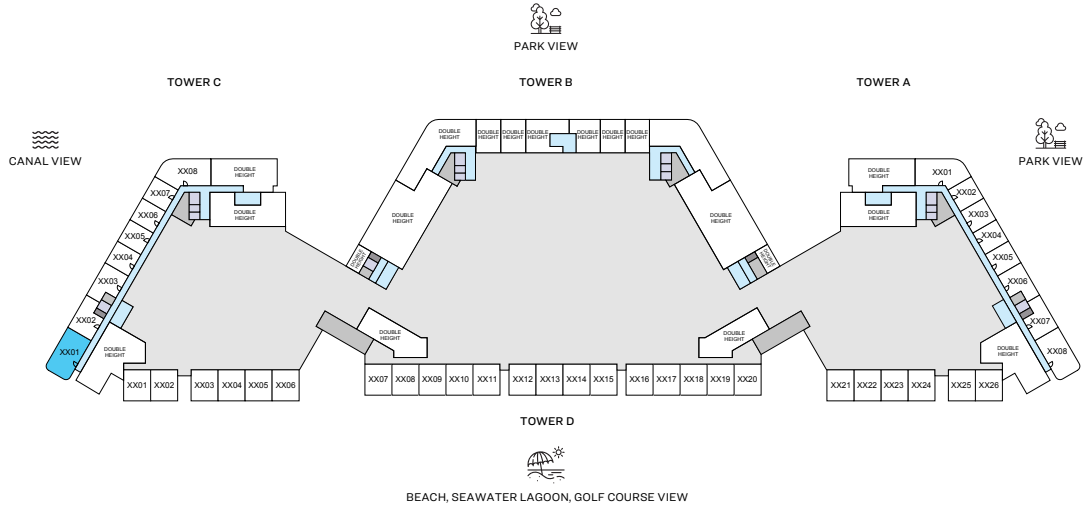 PARK VIEW
TOWER C
TOWER B
TOWER A
CANAL VIEW
PARK VIEW
DOUBLE
HEIGHT
DOUBLE
HEIGHT
DOUBLE
HEIGHT
DOUBLE
HEIGHT
DOUBLE
HEIGHT
DOUBLE
HEIGHT
DOUBLE
HEIGHT
XX08
DOUBLE
HEIGHT
DOUBLE
HEIGHT
XX01
XX07
XX02
XX06
DOUBLE
HEIGHT
DOUBLE
HEIGHT
DOUBLE
HEIGHT
DOUBLE
HEIGHT
XX03
XX05
XX04
XX04
DOUBLE
HEIGHT
DOUBLE
HEIGHT
XX05
XX03
XX06
XX02
XX07
DOUBLE
HEIGHT
DOUBLE
HEIGHT
XX01
DOUBLE
HEIGHT
DOUBLE
HEIGHT
XX08
XX01 XX02 XX03 XX04 XX05 XX06
XX07 XX08 XX09 XX10 XX11 XX12 XX13 XX14 XX15 XX16 XX17 XX18 XX19 XX20
XX21 XX22 XX23 XX24 XX25 XX26
TOWER D
BEACH, SEAWATER LAGOON, GOLF COURSE VIEW